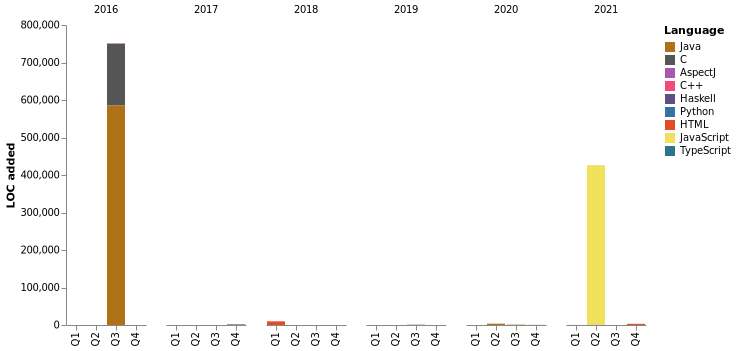 2016 2017 2018 2019 2020 2021
LOC added
800,000
700,000
600,000
500,000
400,000
300,000
200,000
100,000
0
Q1 Q2 Q3 Q4 Q1 Q2 Q3 Q4 Q1 Q2 Q3 Q4 Q1 Q2 Q3 Q4 Q1 Q2 Q3 Q4 Q1 Q2 Q3 Q4
Language
Java
C
AspectJ
C++
Haskell
Python
HTML
JavaScript
TypeScript